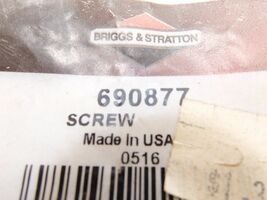 BRIGGS & STRATTON
690877
SCREW
Made In USA
0516